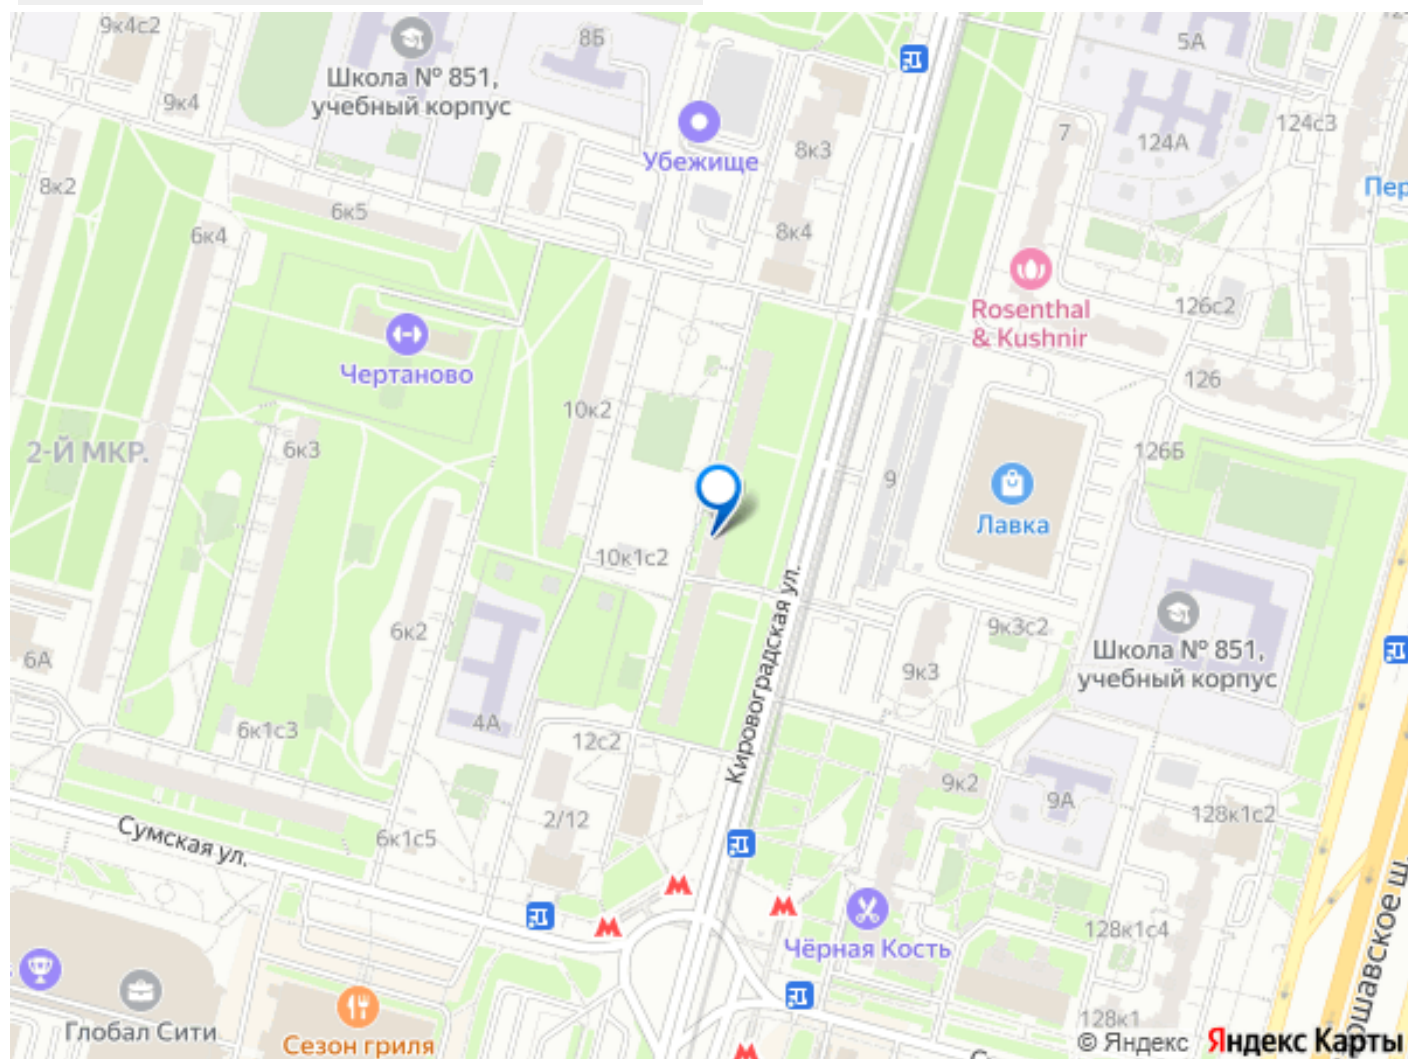 9к4с2
8Б
5А
Школа № 851,
учебный корпус
9к4
Убежище
8к3
7
124А
124с3
8к2
Пер
6к5
6к4
8к4
Rosenthal
& Kushnir
126с2
Чертаново
126
10к2
2-Й МКР.
6к3
126Б
9
Лавка
10к1с2
Кировоградская ул.
6к2
9к3с2
6А
9к3
Школа № 851,
учебный корпус
6к1с3
4А
12с2
9к2
9А
128к1с2
2/12
Сумская ул.
6к1с5
Чёрная Кость
128к1с4
ошавское ш.
Глобал Сити
Сезон гриля
128к1
© Яндекс Яндекс Карты